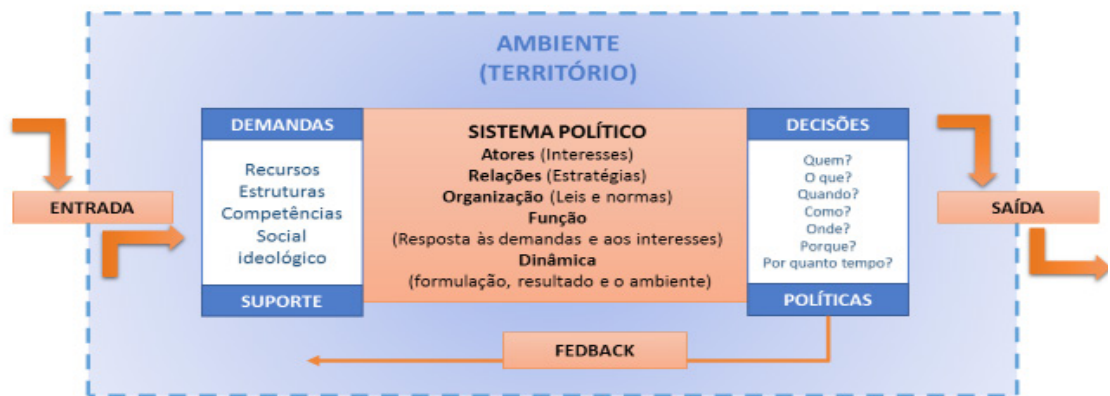 AMBIENTE
(TERRITÓRIO)
ENTRADA
DEMANDAS
Recursos
Estruturas
Competências
Social
ideológico
SUPORTE
SISTEMA POLÍTICO
Atores (Interesses)
Relações (Estratégias)
Organização (Leis e normas)
Função
(Resposta às demandas e aos interesses)
Dinâmica
(formulação, resultado e o ambiente)
DECISÕES
Quem?
O que?
Quando?
Como?
Onde?
Porque?
Por quanto tempo?
POLÍTICAS
SAÍDA
FEDBACK